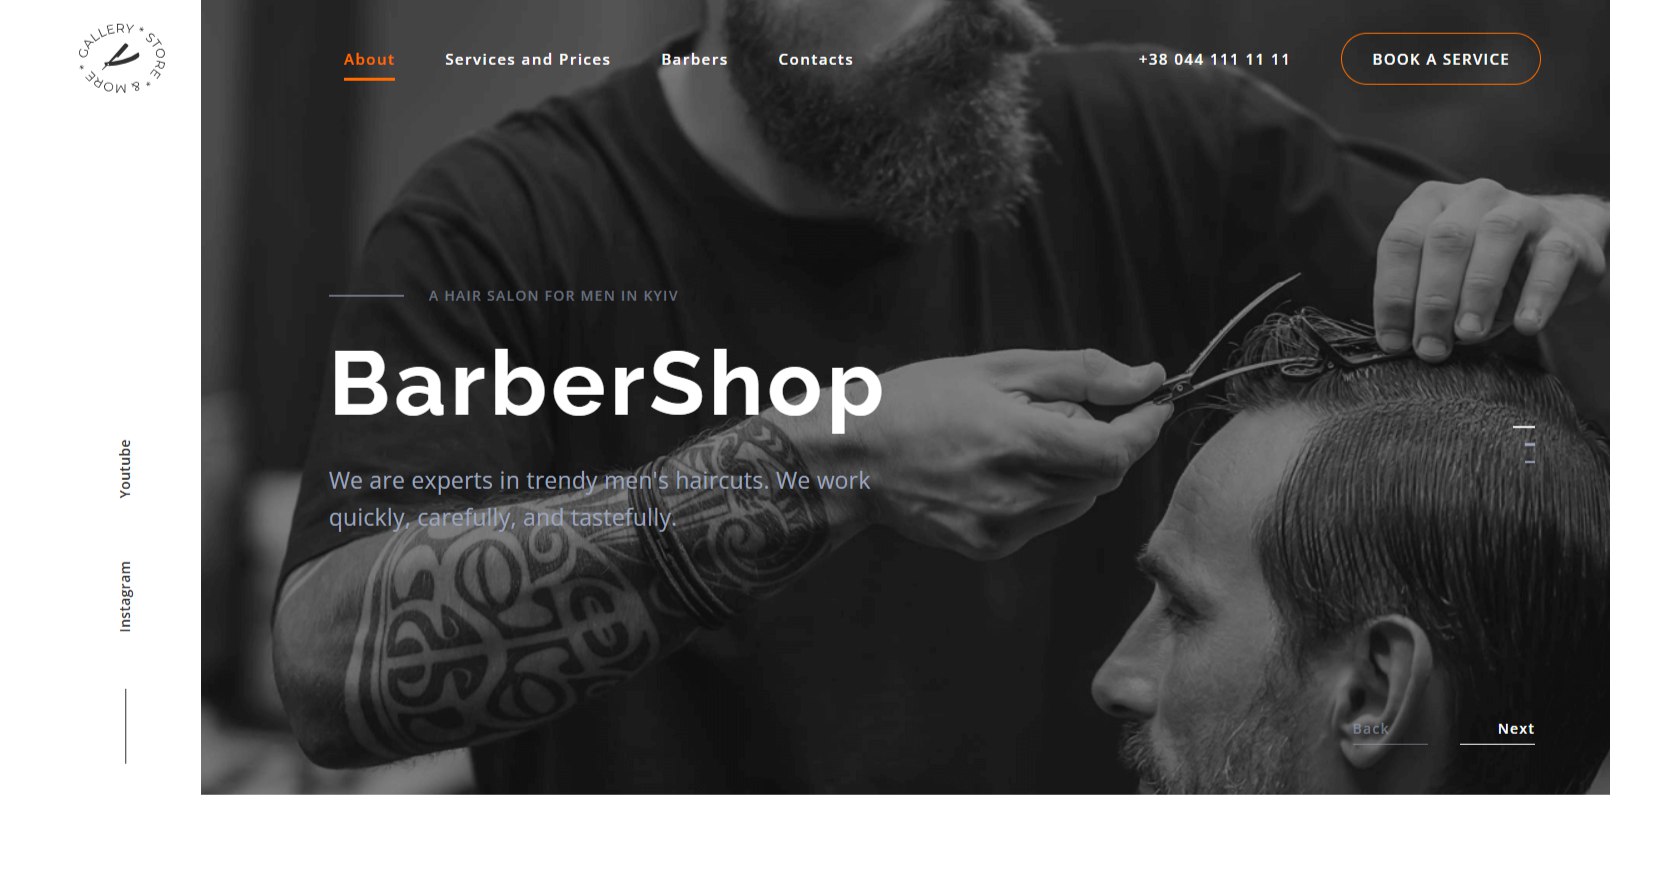 GALLERY * STORE * & MORE *
About
Services and Prices
Barbers
Contacts
+38 044 111 11 11
BOOK A SERVICE
A HAIR SALON FOR MEN IN KYIV
BarberShop
We are experts in trendy men's haircuts. We work
quickly, carefully, and tastefully.
Youtube
Instagram
Back
Next